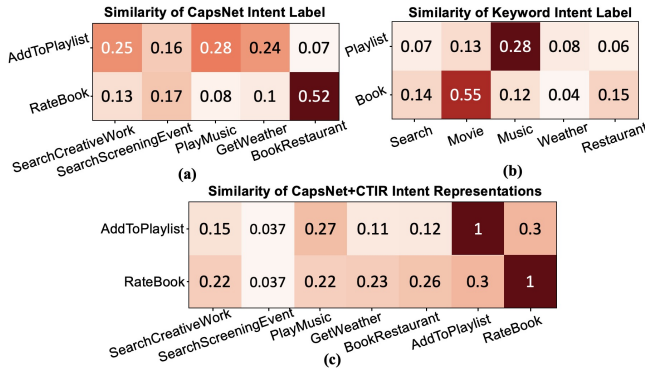 Similarity of CapsNet Intent Label
AddToPlaylist 0.25 0.16 0.28 0.24 0.07
RateBook 0.13 0.17 0.08 0.1 0.52
SearchCreativeWork SearchScreeningEvent PlayMusic GetWeather BookRestaurant
(a)
Similarity of Keyword Intent Label
Playlist 0.07 0.13 0.28 0.08 0.06
Book 0.14 0.55 0.12 0.04 0.15
Search Movie Music Weather Restaurant
(b)
Similarity of CapsNet+CTIR Intent Representations
AddToPlaylist 0.15 0.037 0.27 0.11 0.12 1 0.3
RateBook 0.22 0.037 0.22 0.23 0.26 0.3 1
SearchCreativeWork SearchScreeningEvent PlayMusic GetWeather BookRestaurant AddToPlaylist RateBook
(c)